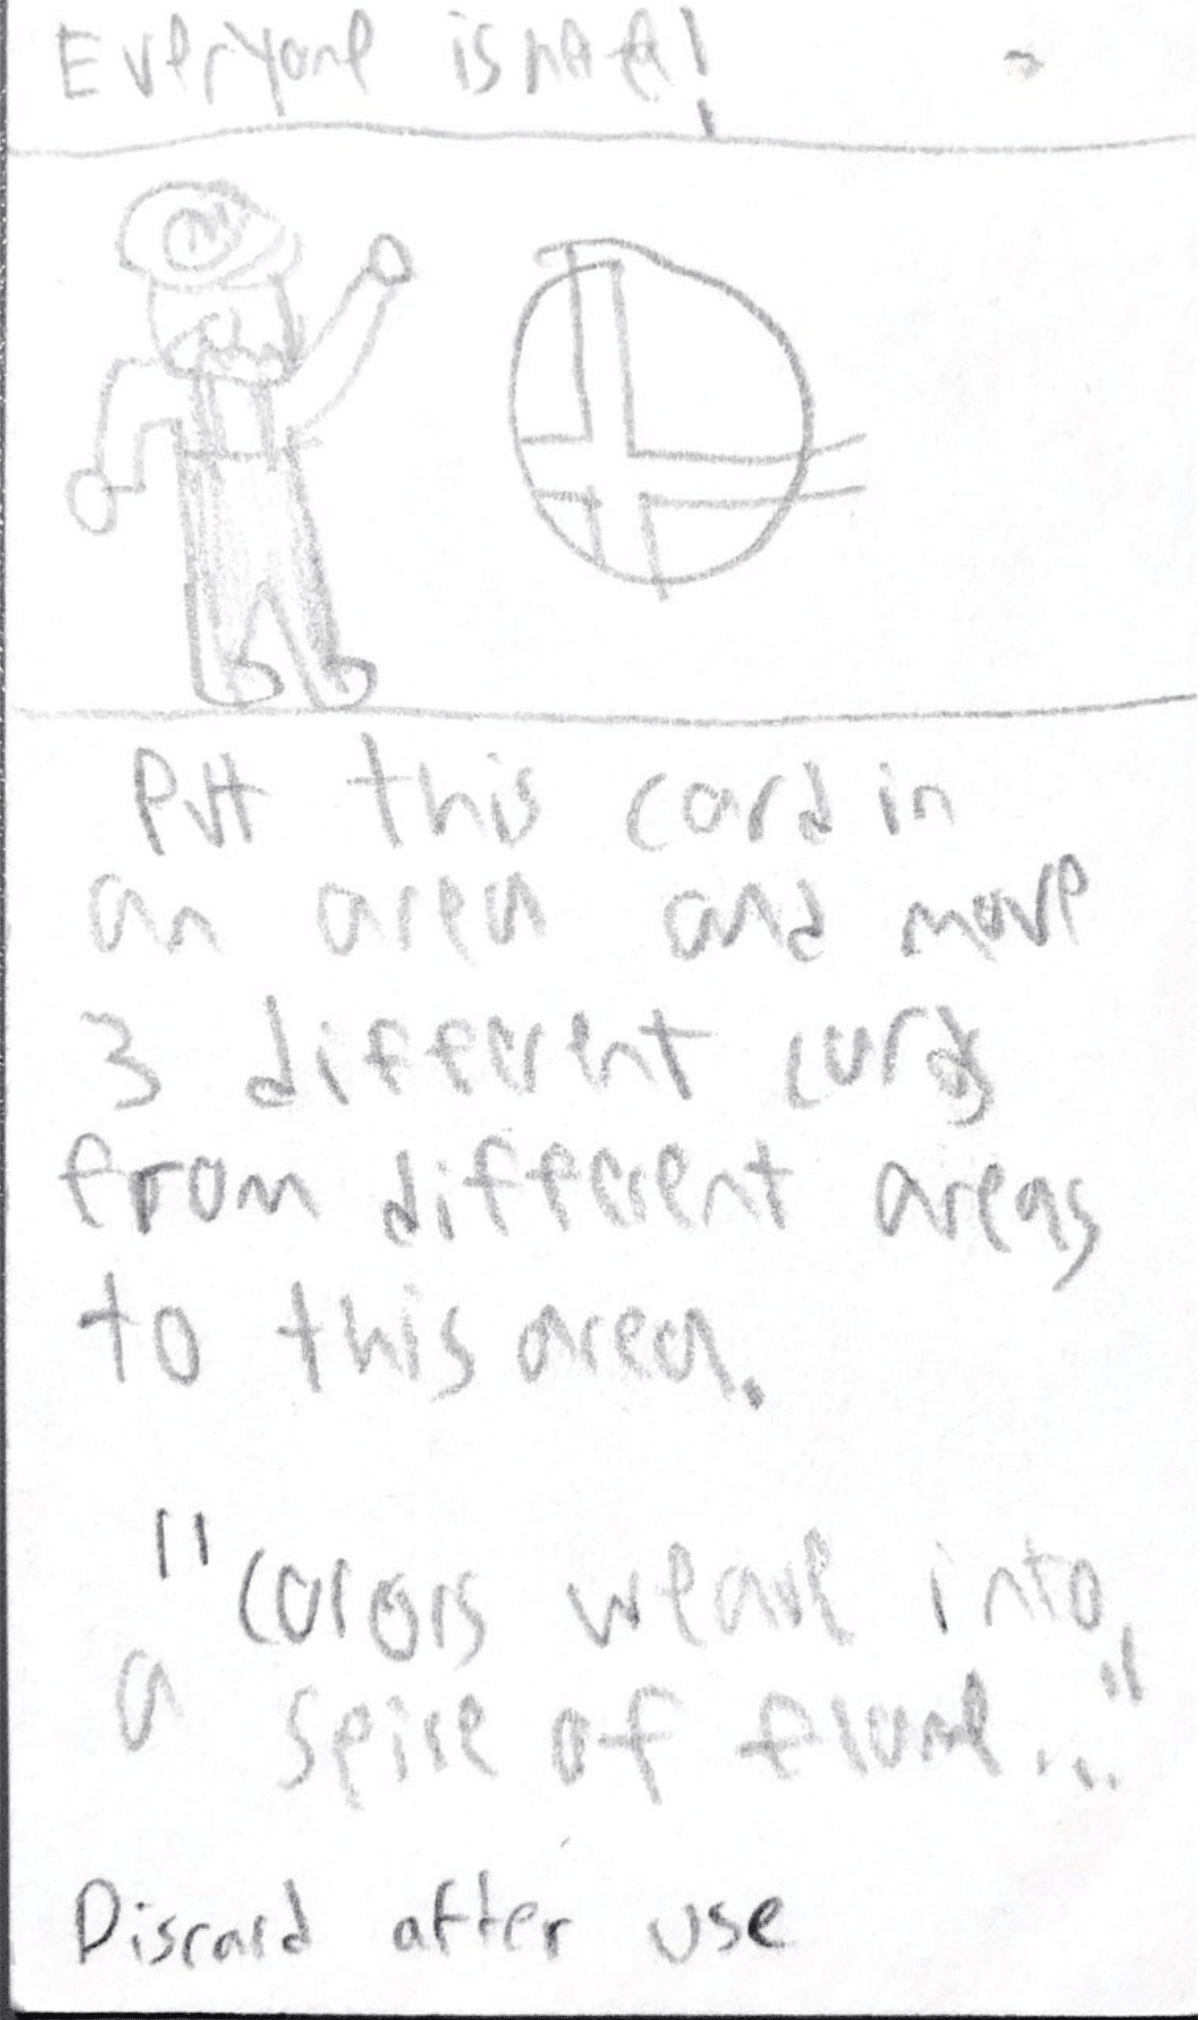 Everyone is here!
M
Put this card in
an area and move
3 different cards
from different areas
to this area.
"Colors weave into
a spire of flame..."
Discard after use